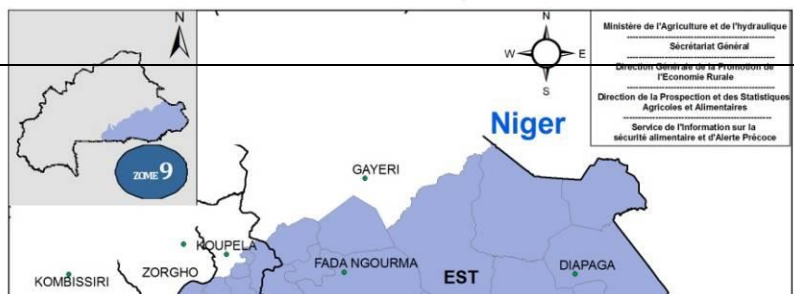 N
ZOME 9
N
W E
S
Ministère de l'Agriculture et de l'hydraulique
Sécrétariat Général
Direction Générale de la Promotion de
l'Economie Rurale
Direction de la Prospection et des Statistiques
Agricoles et Alimentaires
Service de l'Information sur la
sécurité alimentaire et d'Alerte Précoce
Niger
GAYERI
KOUPELA
ZORGHO
KOMBISSIRI
FADA NGOURMA
EST
DIAPAGA